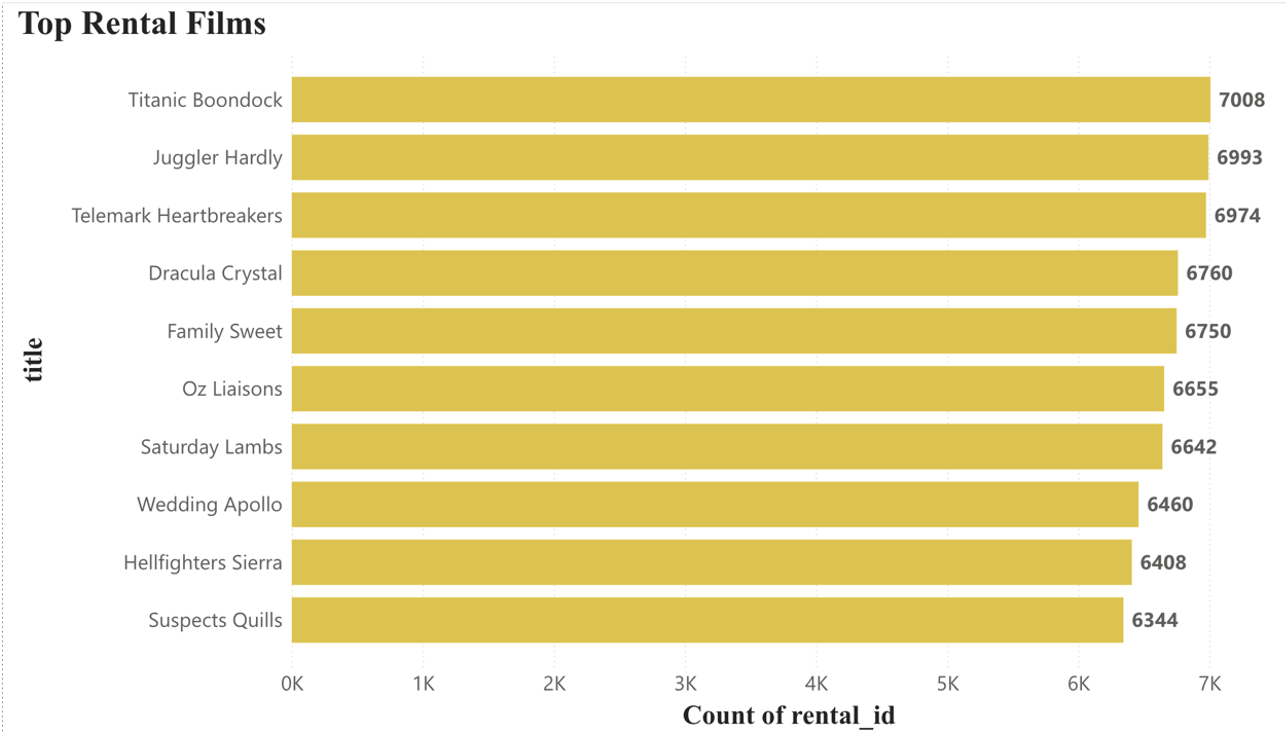 Top Rental Films
title
Titanic Boondock 7008
Juggler Hardly 6993
Telemark Heartbreakers 6974
Dracula Crystal 6760
Family Sweet 6750
Oz Liaisons 6655
Saturday Lambs 6642
Wedding Apollo 6460
Hellfighters Sierra 6408
Suspects Quills 6344
0K 1K 2K 3K 4K 5K 6K 7K
Count of rental_id